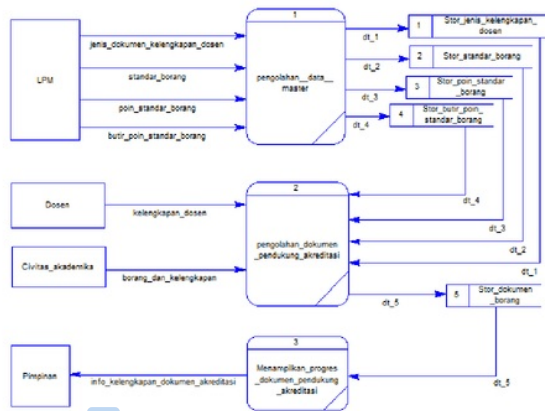 1
1
Stor_jenis_kelengkapan_
dosen
jenis_dokumen_kelengkapan_dosen
dt_1
LPM
standar_borang
pengolahan__data__
master
dt_2
2
Stor_standar_borang
poin_standar_borang
dt_3
3
Stor_poin_standar
_borang
butir_poin_standar_borang
dt_4
4
Stor_butir_poin_
standar_borang
2
dt_4
Dosen
kelengkapan_dosen
pengolahan_dokumen
_pendukung_akreditasi
dt_3
dt_2
Civitas_akademika
borang_dan_kelengkapan
dt_1
dt_5
5
Stor_dokumen
_borang
3
Pimpinan
info_kelengkapan_dokumen_akreditasi
Menampilkan_progres
_dokumen_pendukung
_akreditasi
dt_5